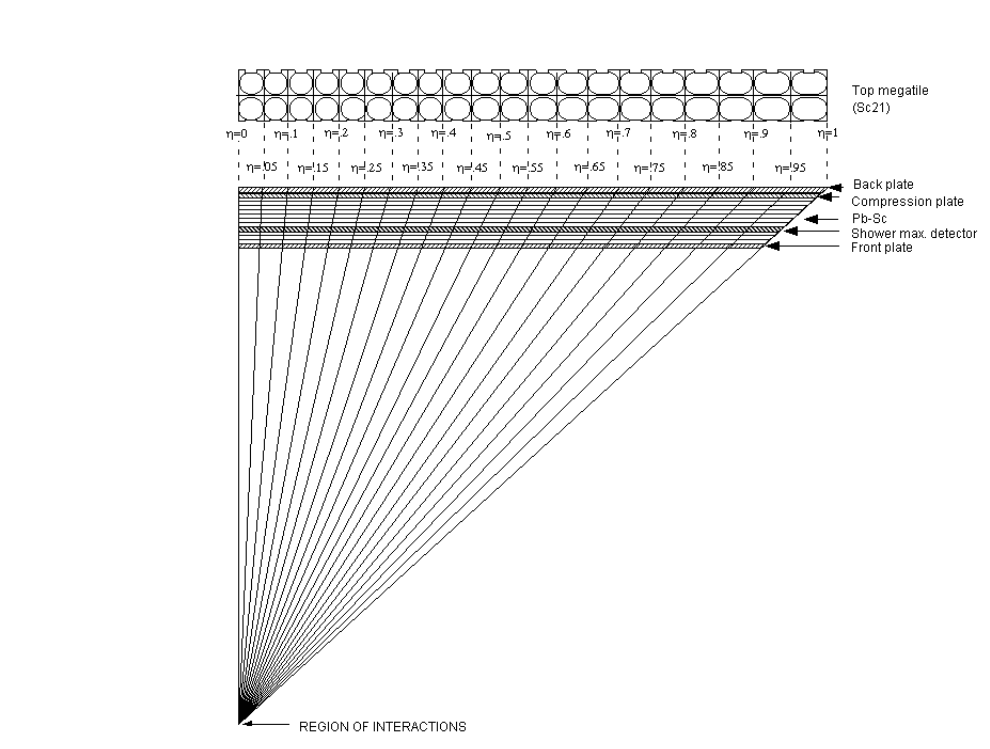 Top megatile
(Sc21)
η=0 η=.1 η=.2 η=.3 η=.4 η=.5 η=.6 η=.7 η=.8 η=.9 η=1
η=.05 η=.15 η=.25 η=.35 η=.45 η=.55 η=.65 η=.75 η=.85 η=.95
Back plate
Compression plate
Pb-Sc
Shower max. detector
Front plate
REGION OF INTERACTIONS